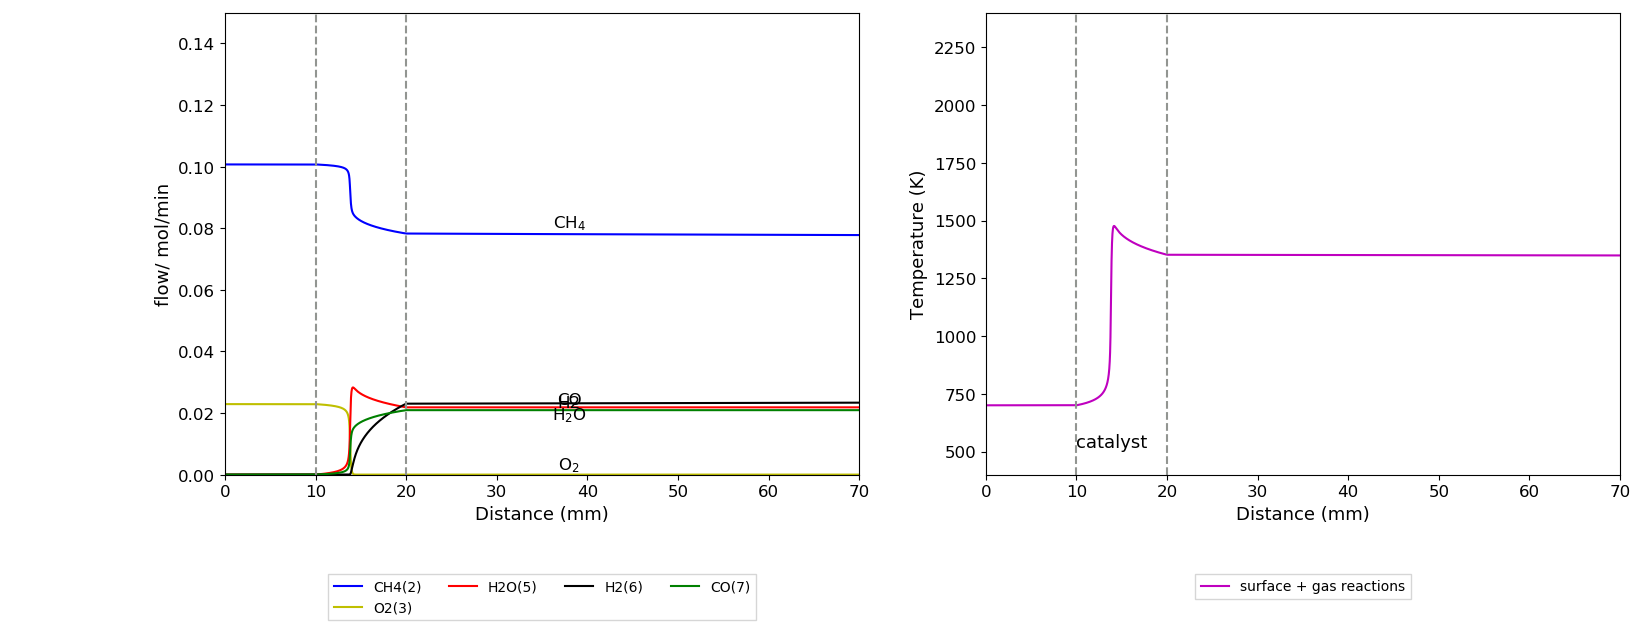 0.14
0.12
0.10
0.08
0.06
0.04
0.02
0.00
flow/ mol/min
CH4
CO
H2
H2O
O2
0 10 20 30 40 50 60 70
Distance (mm)
CH4(2) H2O(5) H2(6) CO(7)
O2(3)
2250
2000
1750
1500
1250
1000
750
500
Temperature (K)
catalyst
0 10 20 30 40 50 60 70
Distance (mm)
surface + gas reactions